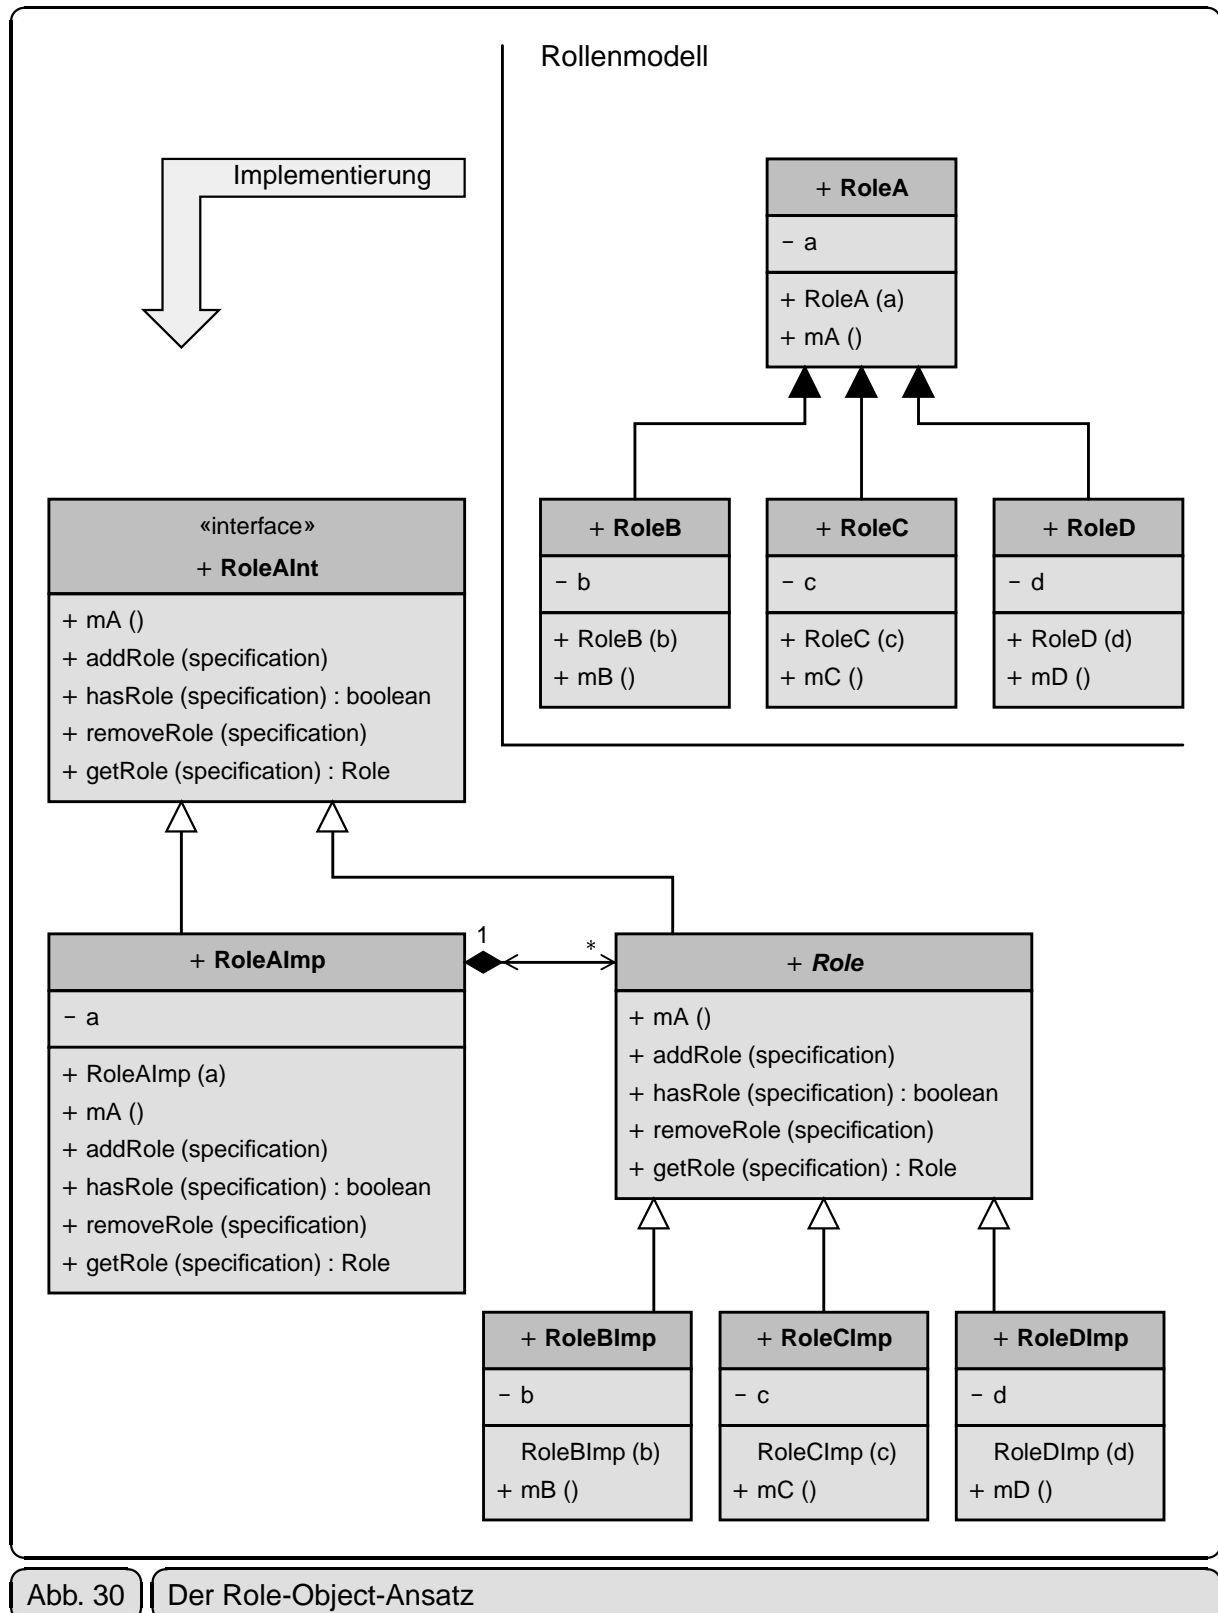 Rollenmodell
Implementierung
+ RoleA
- a
+ RoleA (a)
+ mA ()
+ RoleB
- b
+ RoleB (b)
+ mB ()
+ RoleC
- c
+ RoleC (c)
+ mC ()
+ RoleD
- d
+ RoleD (d)
+ mD ()
«interface»
+ RoleAInt
+ mA ()
+ addRole (specification)
+ hasRole (specification) : boolean
+ removeRole (specification)
+ getRole (specification) : Role
+ RoleAImp
- a
+ RoleAImp (a)
+ mA ()
+ addRole (specification)
+ hasRole (specification) : boolean
+ removeRole (specification)
+ getRole (specification) : Role
1
*
+ Role
+ mA ()
+ addRole (specification)
+ hasRole (specification) : boolean
+ removeRole (specification)
+ getRole (specification) : Role
+ RoleBImp
- b
RoleBImp (b)
+ mB ()
+ RoleCImp
- c
RoleCImp (c)
+ mC ()
+ RoleDImp
- d
RoleDImp (d)
+ mD ()
Abb. 30
Der Role-Object-Ansatz